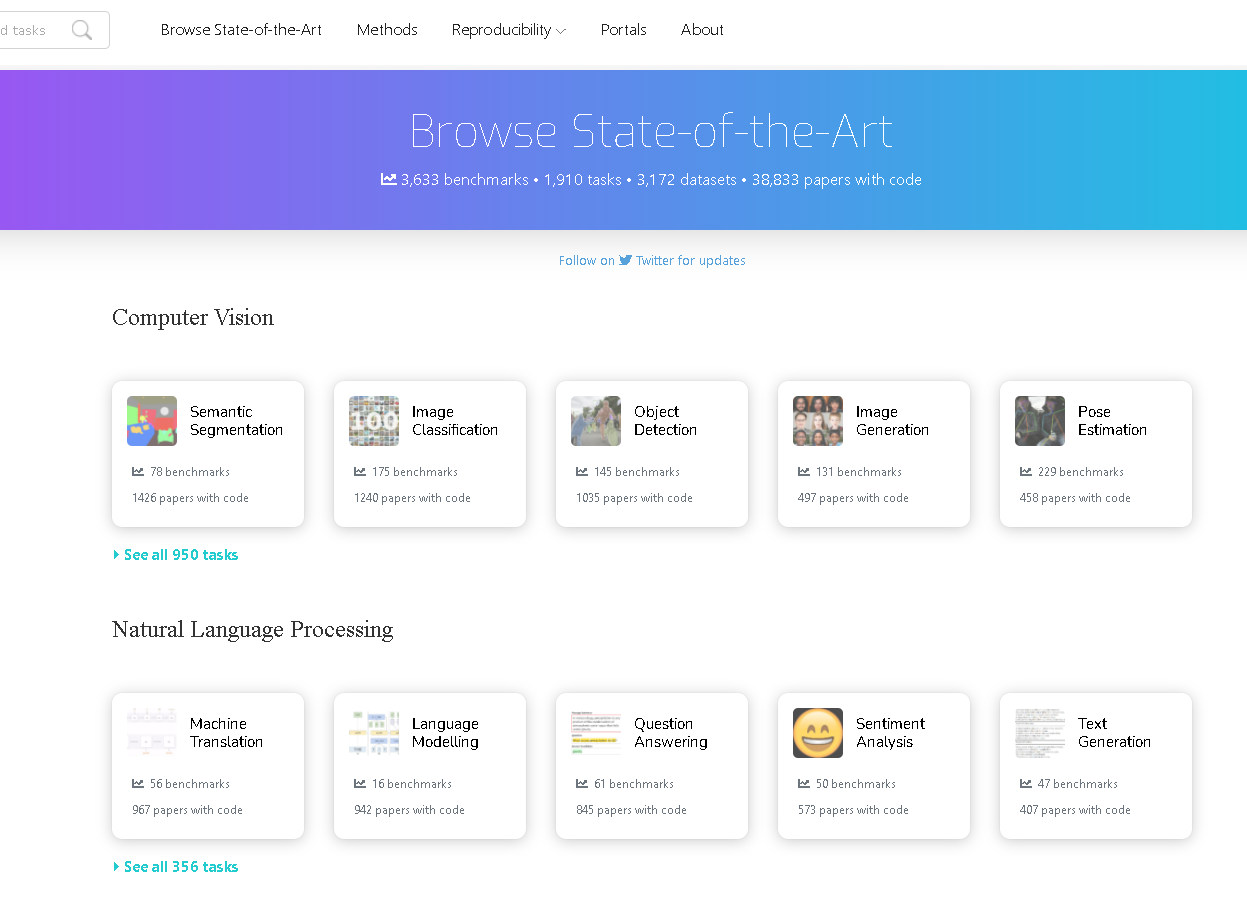 d tasks
Browse State-of-the-Art Methods Reproducibility Portals About
Browse State-of-the-Art
3,633 benchmarks • 1,910 tasks • 3,172 datasets • 38,833 papers with code
Follow on Twitter for updates
Computer Vision
Semantic
Segmentation
78 benchmarks
1426 papers with code
Image
Classification
175 benchmarks
1240 papers with code
Object
Detection
145 benchmarks
1035 papers with code
Image
Generation
131 benchmarks
497 papers with code
Pose
Estimation
229 benchmarks
458 papers with code
See all 950 tasks
Natural Language Processing
Machine
Translation
56 benchmarks
967 papers with code
Language
Modelling
16 benchmarks
942 papers with code
Question
Answering
61 benchmarks
845 papers with code
Sentiment
Analysis
50 benchmarks
573 papers with code
Text
Generation
47 benchmarks
407 papers with code
See all 356 tasks